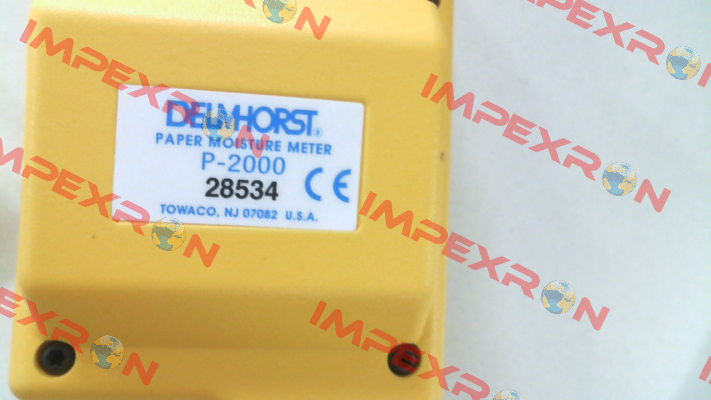 IMPEXRON
IMPEXRON
DELMHORST®
PAPER MOISTURE METER
P-2000
28534 CE
TOWACO, NJ 07082 U.S.A.
IMPEXRON
IMPEXRON
IMPEXRON
IMPEXRON